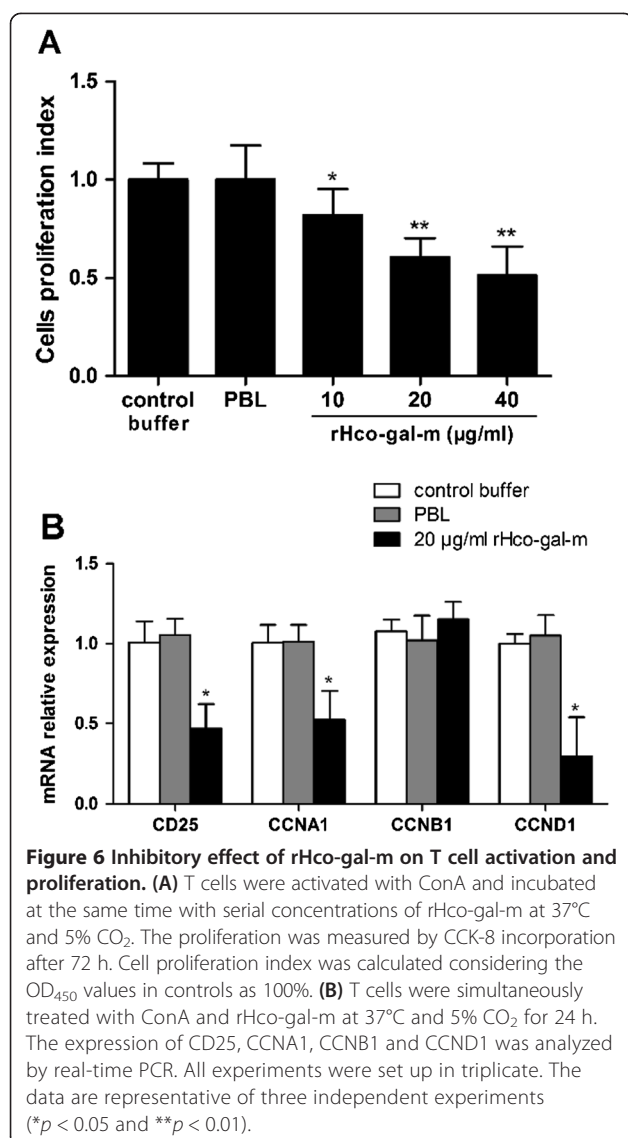 A
Cells proliferation index
1.5
1.0
0.5
0.0
* ** **
control buffer PBL 10 20 40
rHco-gal-m (µg/ml)
B
control buffer
PBL
20 µg/ml rHco-gal-m
mRNA relative expression
1.5
1.0
0.5
0.0
* * *
CD25 CCNA1 CCNB1 CCND1
Figure 6 Inhibitory effect of rHco-gal-m on T cell activation and
proliferation. (A) T cells were activated with ConA and incubated
at the same time with serial concentrations of rHco-gal-m at 37°C
and 5% CO₂. The proliferation was measured by CCK-8 incorporation
after 72 h. Cell proliferation index was calculated considering the
OD₄₅₀ values in controls as 100%. (B) T cells were simultaneously
treated with ConA and rHco-gal-m at 37°C and 5% CO₂ for 24 h.
The expression of CD25, CCNA1, CCNB1 and CCND1 was analyzed
by real-time PCR. All experiments were set up in triplicate. The
data are representative of three independent experiments
(*p < 0.05 and **p < 0.01).